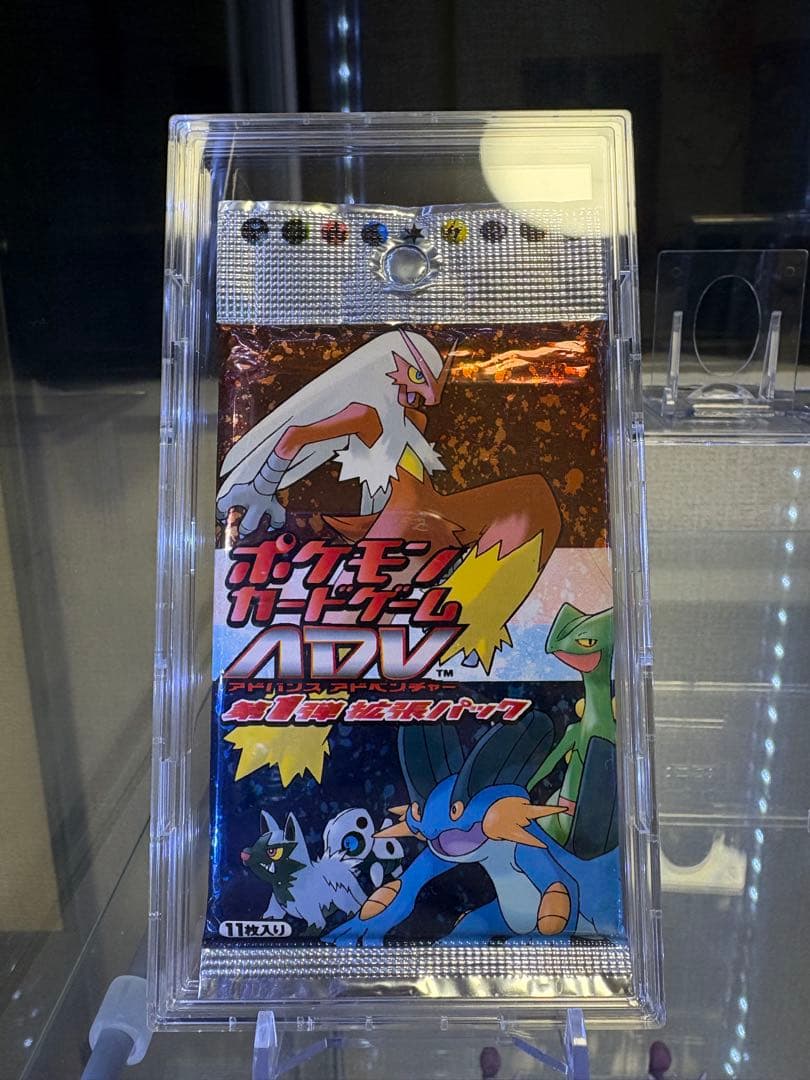 ポケモン
カードゲーム
ADV™
アドバンス アドベンチャー
第1弾 拡張パック
11枚入り